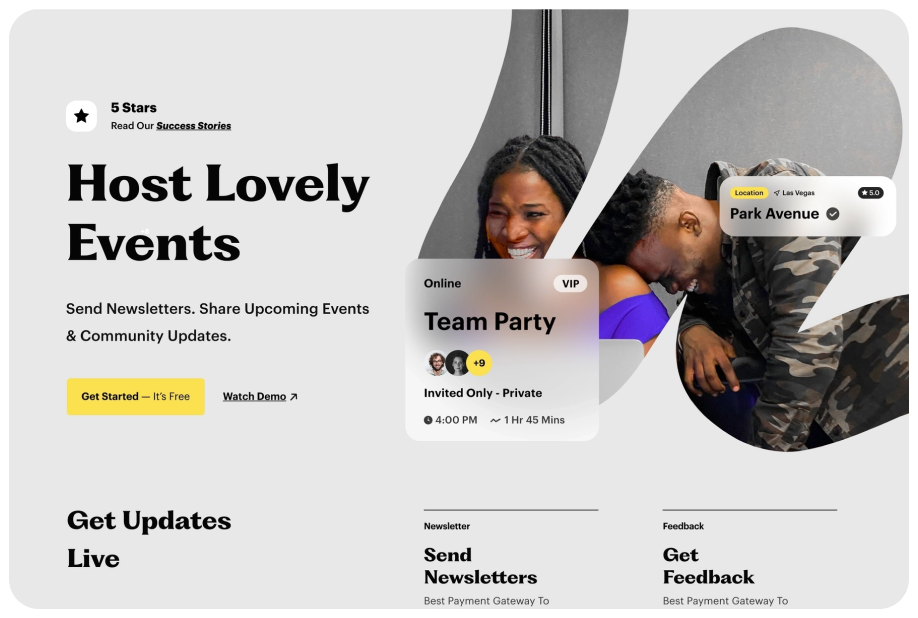 5 Stars
Read Our Success Stories
Host Lovely
Events
Send Newsletters. Share Upcoming Events
& Community Updates.
Get Started — It's Free
Watch Demo
Online
VIP
Team Party
+9
Invited Only - Private
4:00 PM
1 Hr 45 Mins
Location
Las Vegas
5.0
Park Avenue
Get Updates
Live
Newsletter
Send
Newsletters
Best Payment Gateway To
Feedback
Get
Feedback
Best Payment Gateway To